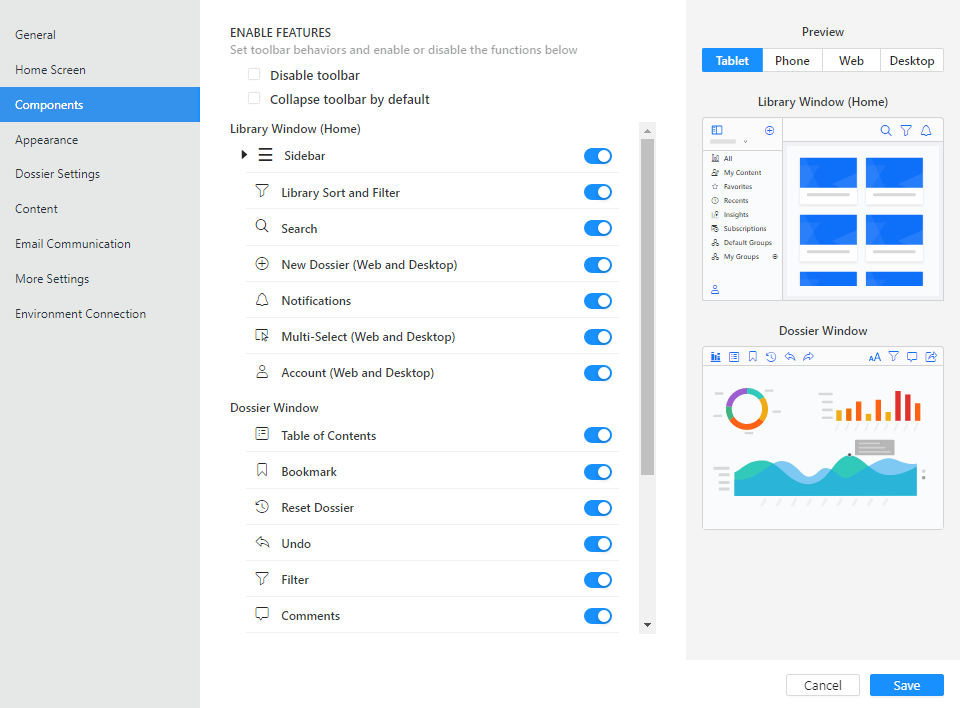 General
Home Screen
Components
Appearance
Dossier Settings
Content
Email Communication
More Settings
Environment Connection
ENABLE FEATURES
Set toolbar behaviors and enable or disable the functions below
Disable toolbar
Collapse toolbar by default
Library Window (Home)
Sidebar
Library Sort and Filter
Search
New Dossier (Web and Desktop)
Notifications
Multi-Select (Web and Desktop)
Account (Web and Desktop)
Dossier Window
Table of Contents
Bookmark
Reset Dossier
Undo
Filter
Comments
Preview
Tablet Phone Web Desktop
Library Window (Home)
All
My Content
Favorites
Recents
Insights
Subscriptions
Default Groups
My Groups
Dossier Window
AA
Cancel Save